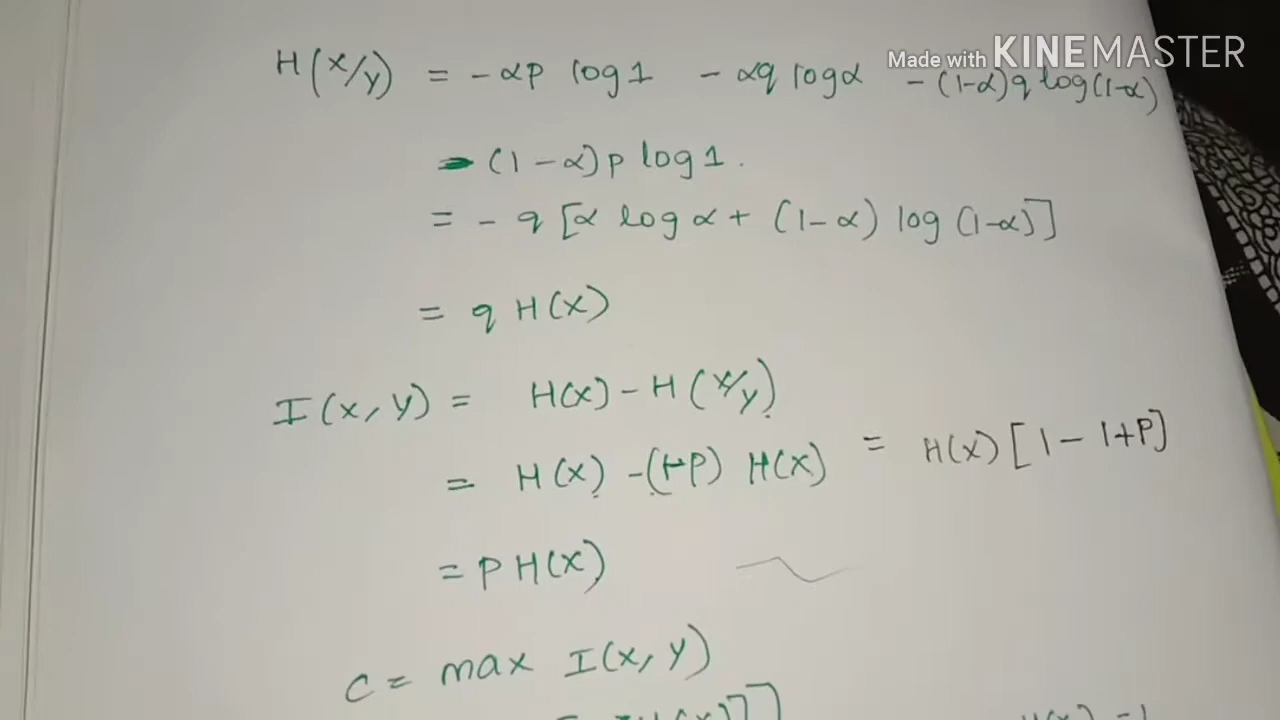 Made with KINEMASTER
H(X/Y) = - αp log 1 - αq log α - (1-α)q log(1-α)
- (1-α)p log 1.
= - q [α log α + (1-α) log (1-α)]
= q H(X)
I(X,Y) = H(X) - H(X/Y)
= H(X) - (1-P) H(X) = H(X) [1 - 1+P]
= P H(X)
C = max I(X,Y)
H(X)]]
H(X) = 1